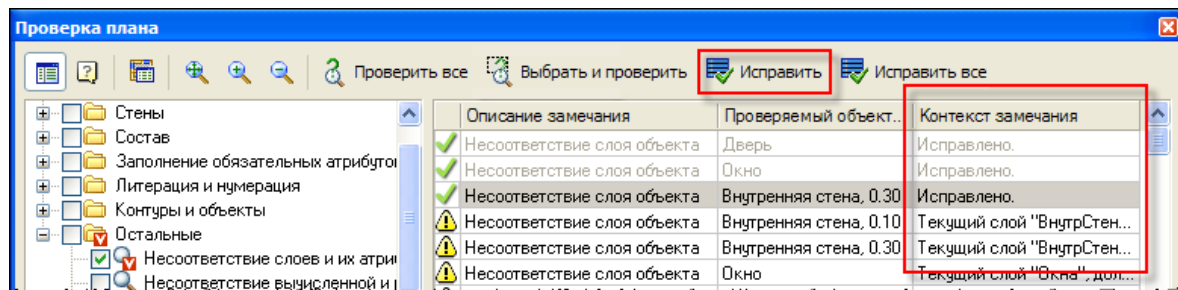 Проверка плана
Проверить все Выбрать и проверить Исправить Исправить все
Стены
Состав
Заполнение обязательных атрибутов
Литерация и нумерация
Контуры и объекты
Остальные
Несоответствие слоев и их атри
Несоответствие вычисленной и
Описание замечания Проверяемый объект... Контекст замечания
Несоответствие слоя объекта Дверь Исправлено.
Несоответствие слоя объекта Окно Исправлено.
Несоответствие слоя объекта Внутренняя стена, 0.30 Исправлено.
Несоответствие слоя объекта Внутренняя стена, 0.10 Текущий слой "ВнутрСтен...
Несоответствие слоя объекта Внутренняя стена, 0.30 Текущий слой "ВнутрСтен...
Несоответствие слоя объекта Окно Текущий слой "Окна", дол...